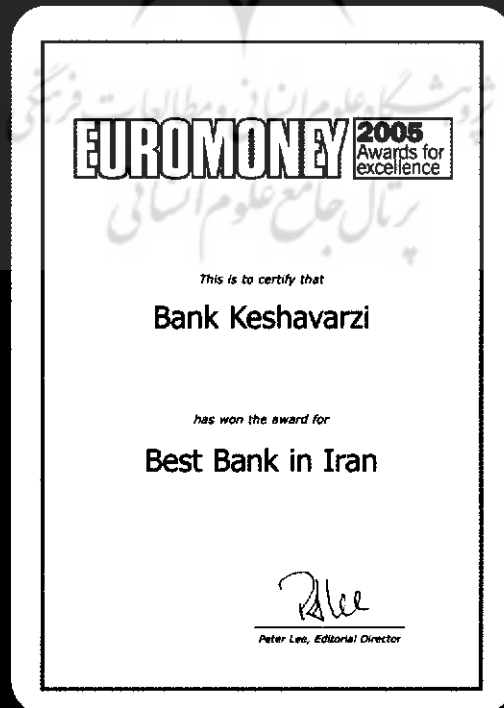 پژوهشگاه علوم انسانی و مطالعات فرهنگی
EUROMONEY 2005
Awards for
excellence
پرتال جامع علوم انسانی
This is to certify that
Bank Keshavarzi
has won the award for
Best Bank in Iran
Peter Lee, Editorial Director